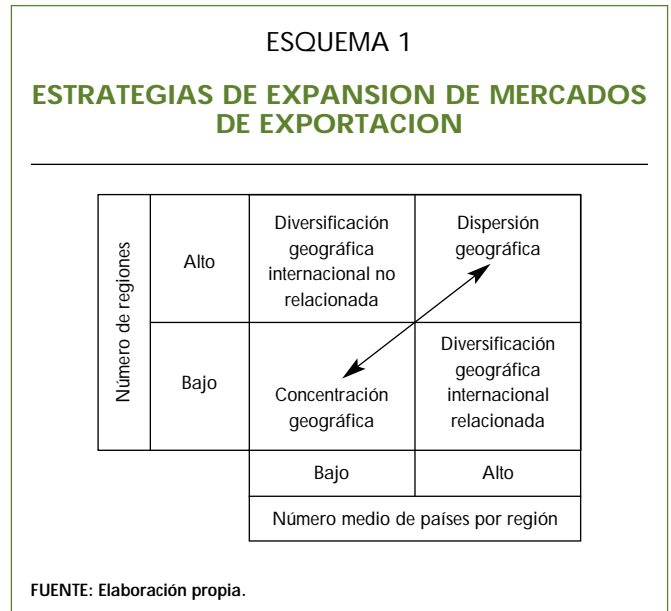 ESQUEMA 1
ESTRATEGIAS DE EXPANSION DE MERCADOS
DE EXPORTACION
Número de regiones
Alto
Diversificación
geográfica
internacional no
relacionada
Dispersión
geográfica
Bajo
Concentración
geográfica
Diversificación
geográfica
internacional
relacionada
Bajo
Alto
Número medio de países por región
FUENTE: Elaboración propia.